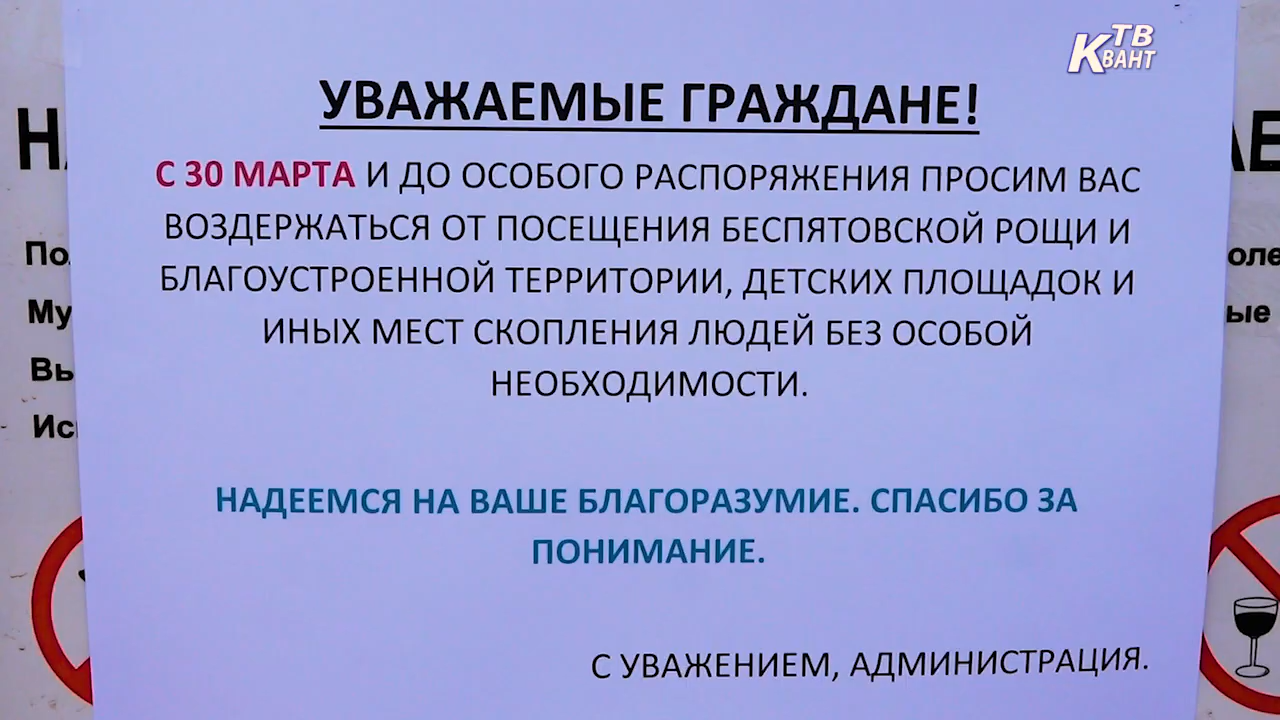 ТВ
КВАНТ
УВАЖАЕМЫЕ ГРАЖДАНЕ!
С 30 МАРТА И ДО ОСОБОГО РАСПОРЯЖЕНИЯ ПРОСИМ ВАС
ВОЗДЕРЖАТЬСЯ ОТ ПОСЕЩЕНИЯ БЕСПЯТОВСКОЙ РОЩИ И
БЛАГОУСТРОЕННОЙ ТЕРРИТОРИИ, ДЕТСКИХ ПЛОЩАДОК И
ИНЫХ МЕСТ СКОПЛЕНИЯ ЛЮДЕЙ БЕЗ ОСОБОЙ
НЕОБХОДИМОСТИ.
НАДЕЕМСЯ НА ВАШЕ БЛАГОРАЗУМИЕ. СПАСИБО ЗА
ПОНИМАНИЕ.
С УВАЖЕНИЕМ, АДМИНИСТРАЦИЯ.